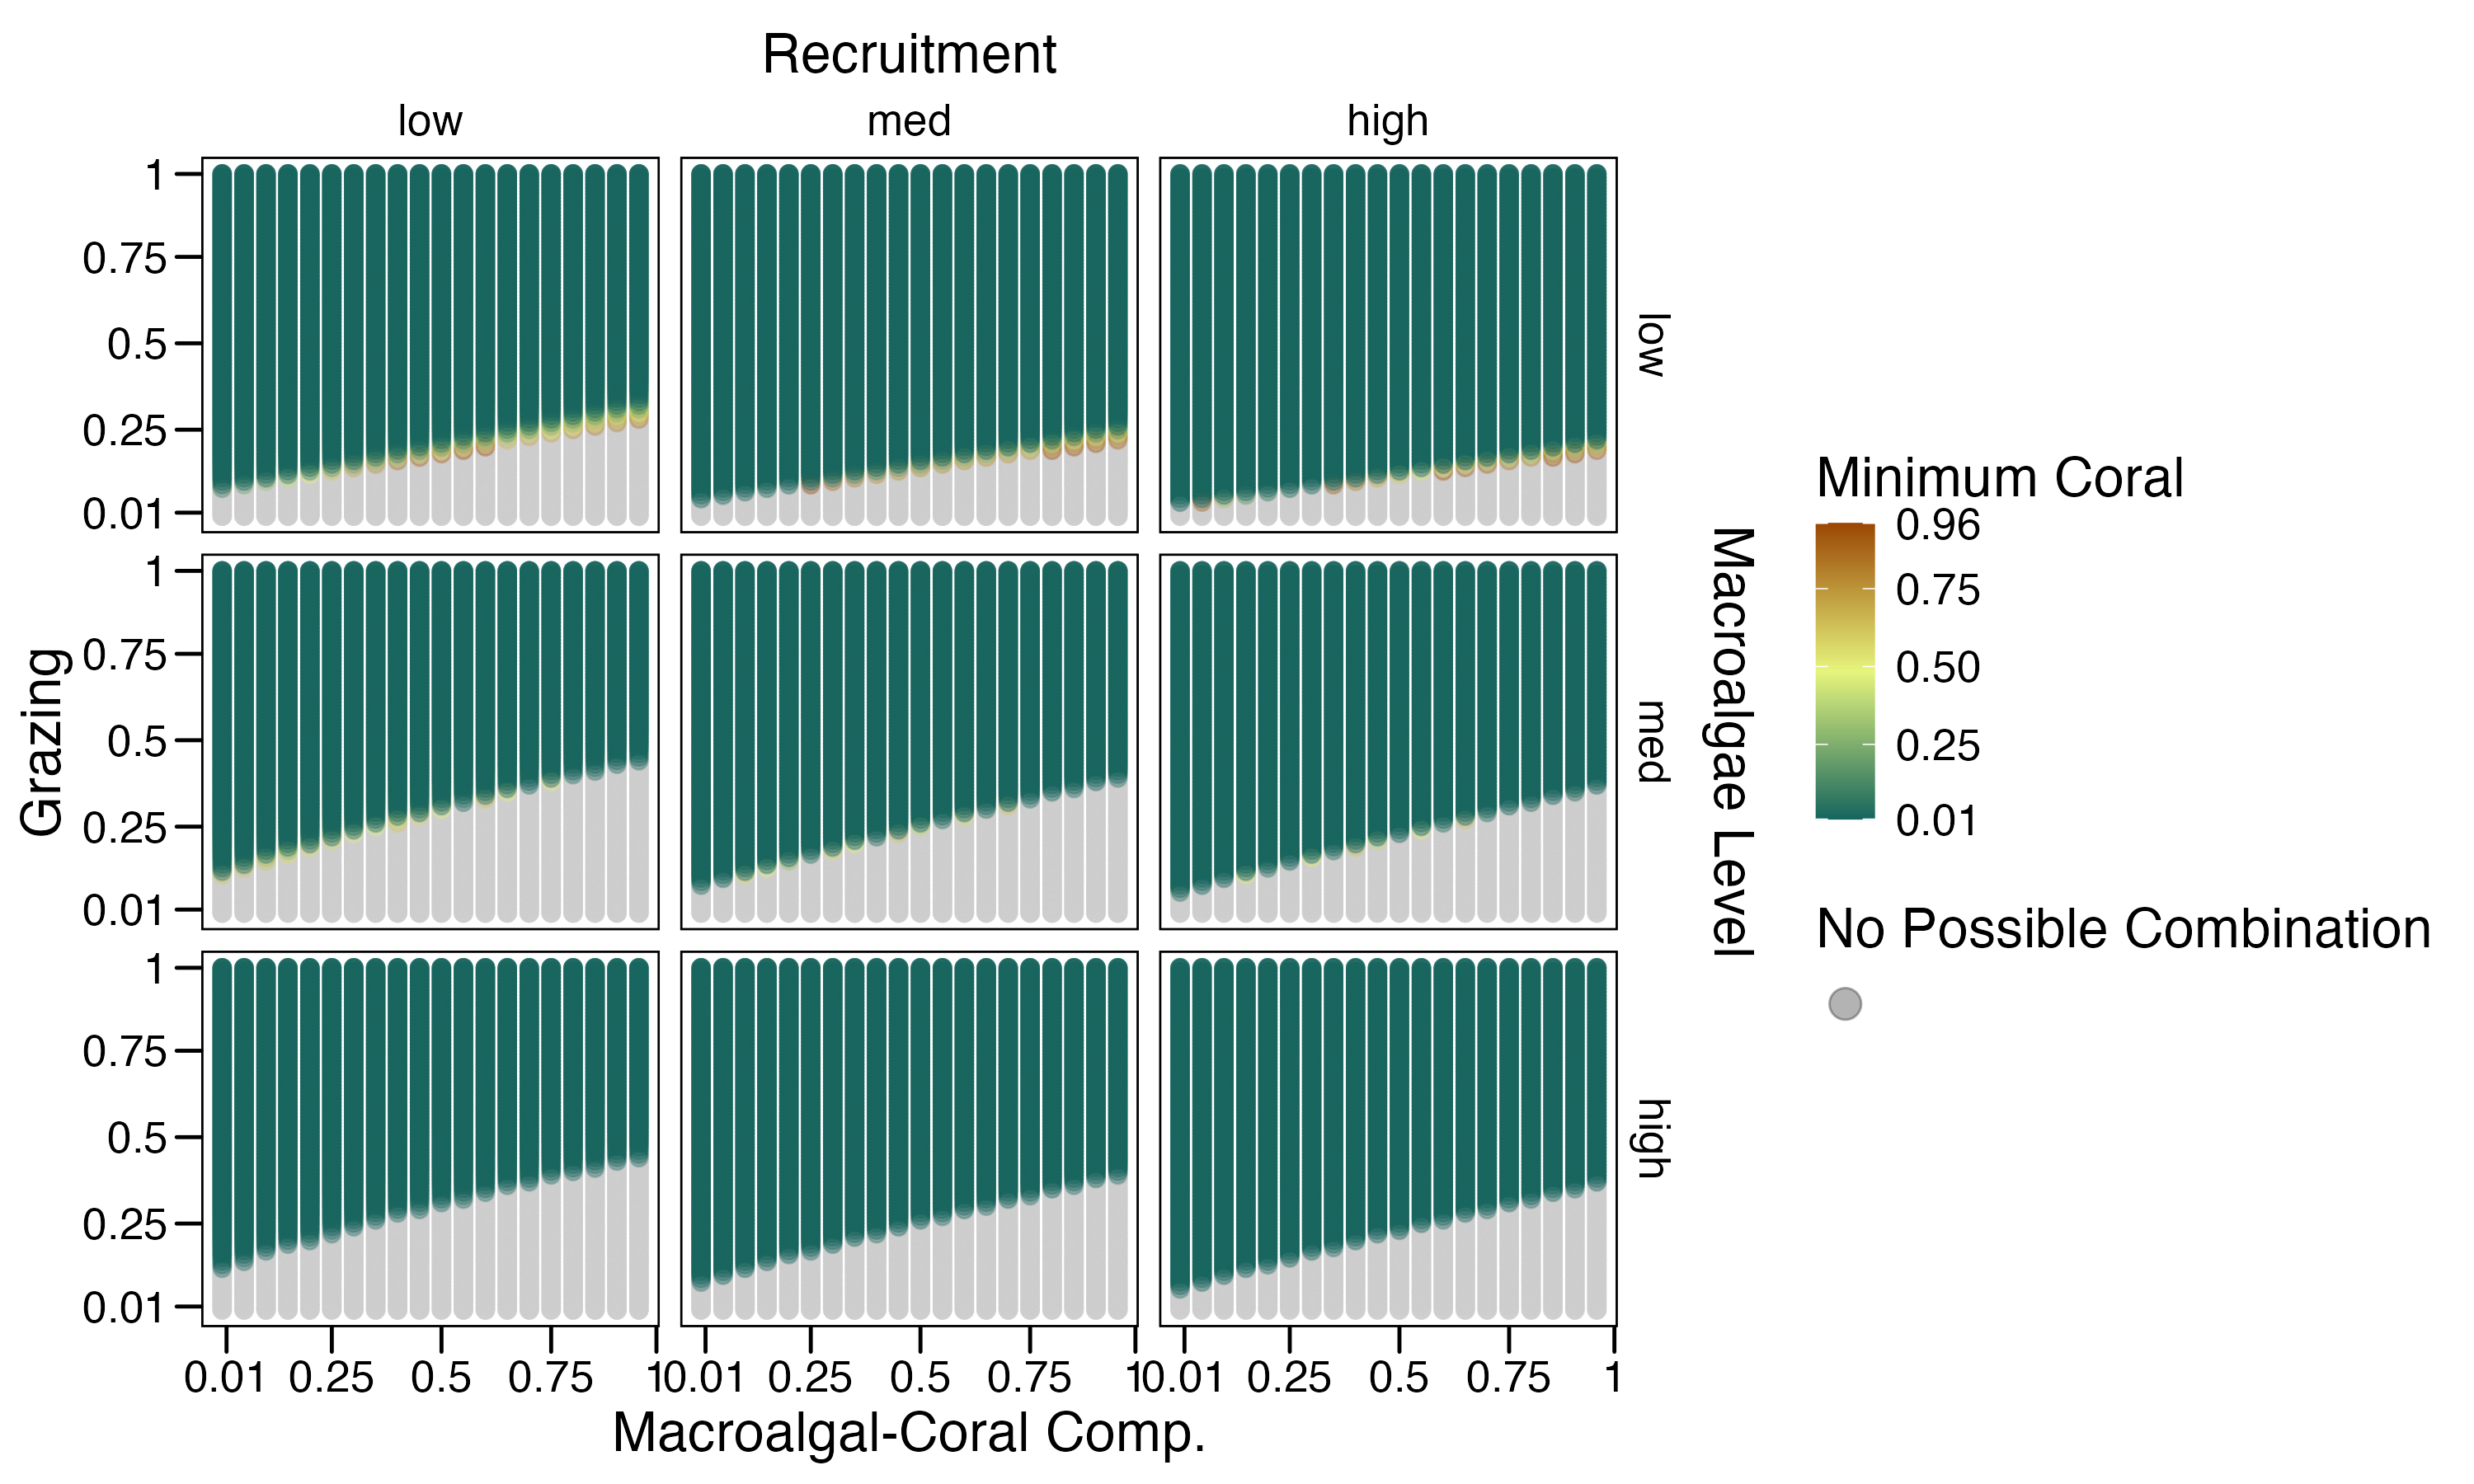 Recruitment
low med high
1
0.75
0.5
0.25
0.01
low
1
0.75
0.5
0.25
0.01
med
1
0.75
0.5
0.25
0.01
high
Grazing
Macroalgae Level
0.01 0.25 0.5 0.75 1 0.01 0.25 0.5 0.75 1 0.01 0.25 0.5 0.75 1
Macroalgal-Coral Comp.
Minimum Coral
0.96
0.75
0.50
0.25
0.01
No Possible Combination